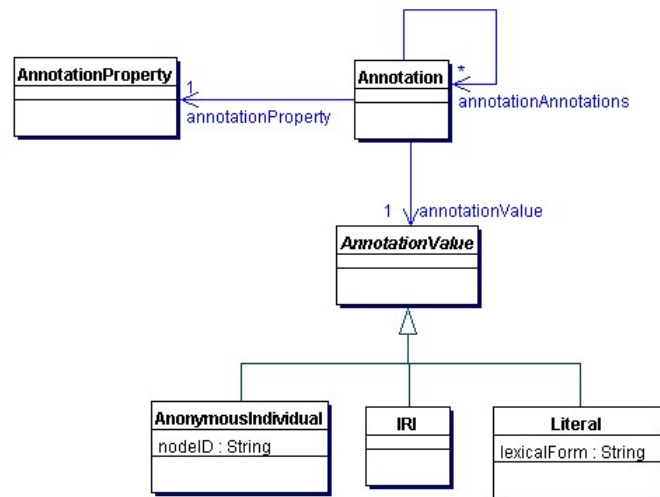 AnnotationProperty
Annotation
1
*
annotationProperty
annotationAnnotations
1
annotationValue
AnnotationValue
AnonymousIndividual
nodeID : String
IRI
Literal
lexicalForm : String